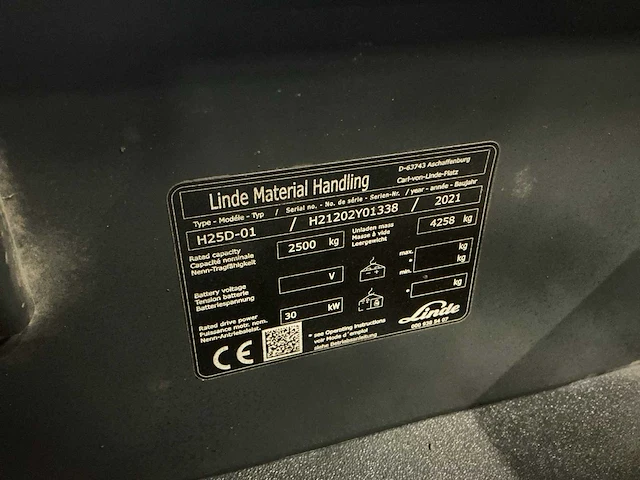 Linde Material Handling
D-63743 Aschaffenburg
Carl-von-Linde-Platz
Type - Modéle - Typ / Serial no. - No. de série - Serien-Nr. / year - année - Baujahr
H25D-01 / H21202Y01338 / 2021
Rated capacity
Capacité nominale
Nenn-Tragfähigkeit
2500 kg
Unladen mass
Masse à vide
Leergewicht
4258 kg
Battery voltage
Tension batterie
Batteriespannung
V
max.
kg
* kg
min.
* kg
Rated drive power
Puissance motr. nom.
Nenn-Antriebsleist.
30 kW
CE
* see Operating Instructions
voir Mode d'emploi
siehe Betriebsanleitung
Linde